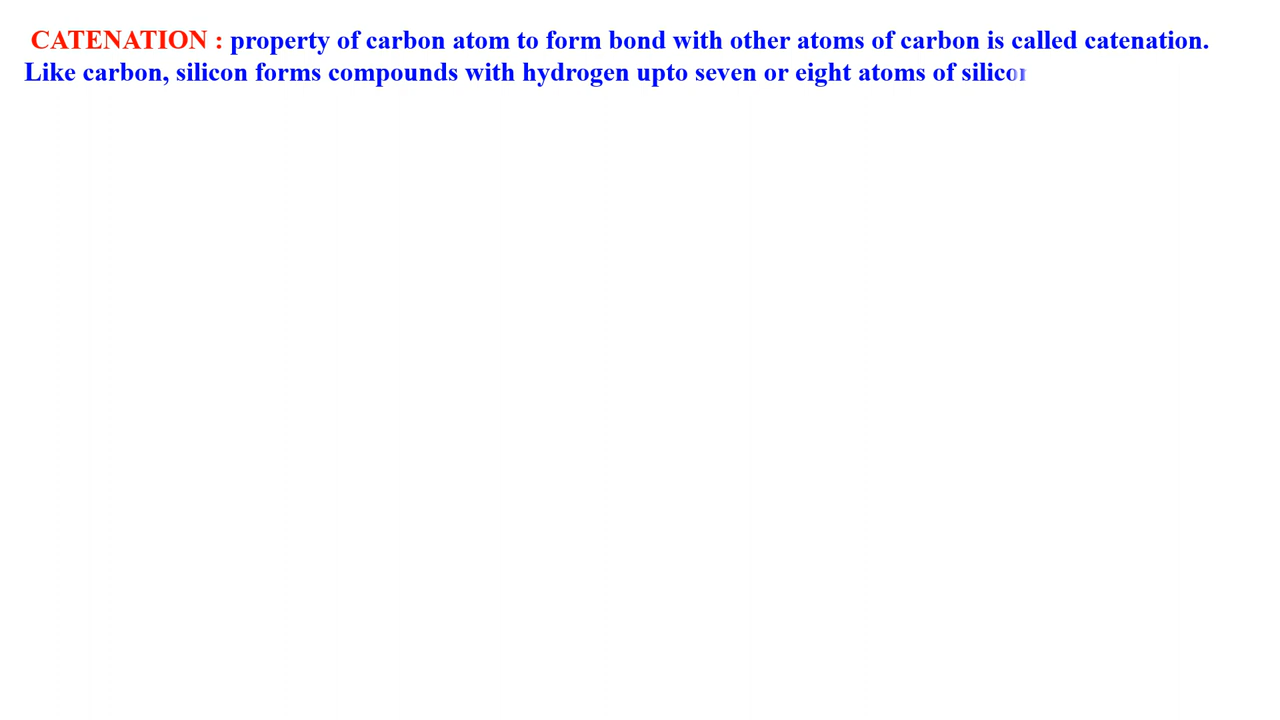 CATENATION : property of carbon atom to form bond with other atoms of carbon is called catenation.
Like carbon, silicon forms compounds with hydrogen upto seven or eight atoms of silicon